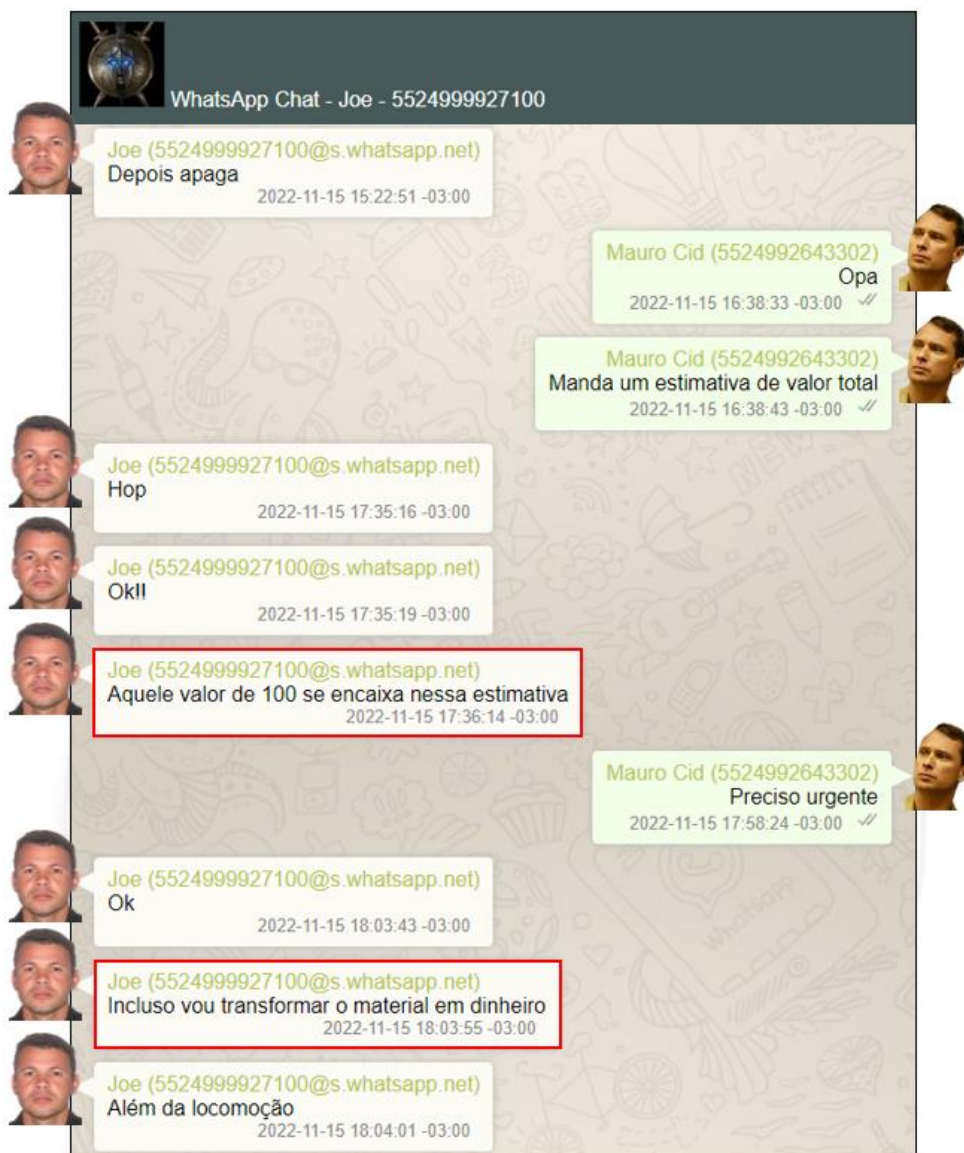 WhatsApp Chat - Joe - 5524999927100
Joe (5524999927100@s.whatsapp.net)
Depois apaga
2022-11-15 15:22:51 -03:00
Mauro Cid (5524992643302)
Opa
2022-11-15 16:38:33 -03:00
Mauro Cid (5524992643302)
Manda um estimativa de valor total
2022-11-15 16:38:43 -03:00
Joe (5524999927100@s.whatsapp.net)
Hop
2022-11-15 17:35:16 -03:00
Joe (5524999927100@s.whatsapp.net)
Ok!!
2022-11-15 17:35:19 -03:00
Joe (5524999927100@s.whatsapp.net)
Aquele valor de 100 se encaixa nessa estimativa
2022-11-15 17:36:14 -03:00
Mauro Cid (5524992643302)
Preciso urgente
2022-11-15 17:58:24 -03:00
Joe (5524999927100@s.whatsapp.net)
Ok
2022-11-15 18:03:43 -03:00
Joe (5524999927100@s.whatsapp.net)
Incluso vou transformar o material em dinheiro
2022-11-15 18:03:55 -03:00
Joe (5524999927100@s.whatsapp.net)
Além da locomoção
2022-11-15 18:04:01 -03:00
WhatsApp